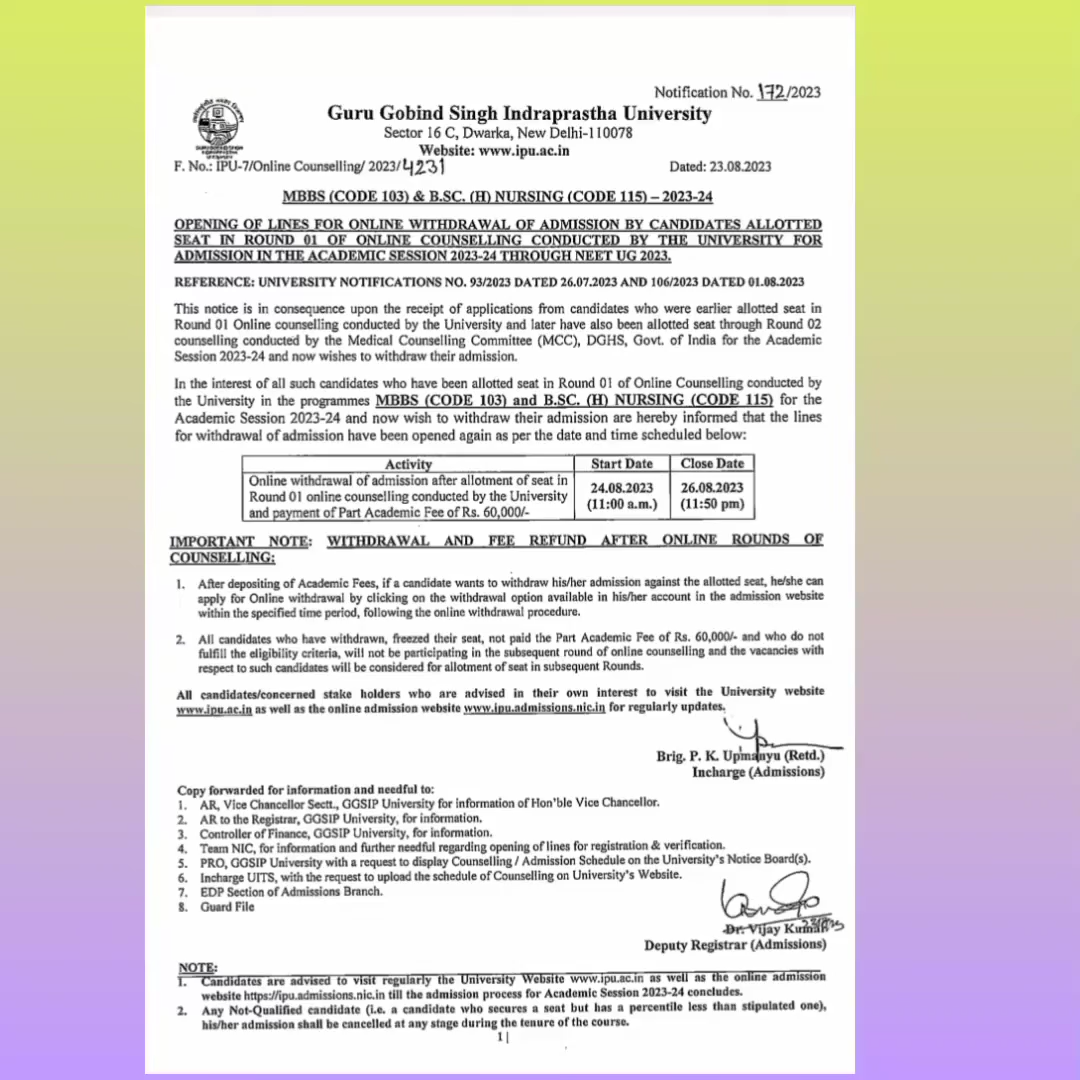 Notification No. 172/2023
Guru Gobind Singh Indraprastha University
Sector 16 C, Dwarka, New Delhi-110078
Website: www.ipu.ac.in
F. No.: IPU-7/Online Counselling/ 2023/4231 Dated: 23.08.2023
MBBS (CODE 103) & B.SC. (H) NURSING (CODE 115) – 2023-24
OPENING OF LINES FOR ONLINE WITHDRAWAL OF ADMISSION BY CANDIDATES ALLOTTED
SEAT IN ROUND 01 OF ONLINE COUNSELLING CONDUCTED BY THE UNIVERSITY FOR
ADMISSION IN THE ACADEMIC SESSION 2023-24 THROUGH NEET UG 2023.
REFERENCE: UNIVERSITY NOTIFICATIONS NO. 93/2023 DATED 26.07.2023 AND 106/2023 DATED 01.08.2023
This notice is in consequence upon the receipt of applications from candidates who were earlier allotted seat in
Round 01 Online counselling conducted by the University and later have also been allotted seat through Round 02
counselling conducted by the Medical Counselling Committee (MCC), DGHS, Govt. of India for the Academic
Session 2023-24 and now wishes to withdraw their admission.
In the interest of all such candidates who have been allotted seat in Round 01 of Online Counselling conducted by
the University in the programmes MBBS (CODE 103) and B.SC. (H) NURSING (CODE 115) for the
Academic Session 2023-24 and now wish to withdraw their admission are hereby informed that the lines
for withdrawal of admission have been opened again as per the date and time scheduled below:
Activity Start Date Close Date
Online withdrawal of admission after allotment of seat in
Round 01 online counselling conducted by the University
and payment of Part Academic Fee of Rs. 60,000/-
24.08.2023
(11:00 a.m.)
26.08.2023
(11:50 pm)
IMPORTANT NOTE: WITHDRAWAL AND FEE REFUND AFTER ONLINE ROUNDS OF
COUNSELLING:
1. After depositing of Academic Fees, if a candidate wants to withdraw his/her admission against the allotted seat, he/she can
apply for Online withdrawal by clicking on the withdrawal option available in his/her account in the admission website
within the specified time period, following the online withdrawal procedure.
2. All candidates who have withdrawn, freezed their seat, not paid the Part Academic Fee of Rs. 60,000/- and who do not
fulfill the eligibility criteria, will not be participating in the subsequent round of online counselling and the vacancies with
respect to such candidates will be considered for allotment of seat in subsequent Rounds.
All candidates/concerned stake holders who are advised in their own interest to visit the University website
www.ipu.ac.in as well as the online admission website www.ipu.admissions.nic.in for regularly updates.
Brig. P. K. Upmanyu (Retd.)
Incharge (Admissions)
Copy forwarded for information and needful to:
1. AR, Vice Chancellor Sectt., GGSIP University for information of Hon'ble Vice Chancellor.
2. AR to the Registrar, GGSIP University, for information.
3. Controller of Finance, GGSIP University, for information.
4. Team NIC, for information and further needful regarding opening of lines for registration & verification.
5. PRO, GGSIP University with a request to display Counselling / Admission Schedule on the University's Notice Board(s).
6. Incharge UITS, with the request to upload the schedule of Counselling on University's Website.
7. EDP Section of Admissions Branch.
8. Guard File
Dr. Vijay Kumar
Deputy Registrar (Admissions)
NOTE:
1. Candidates are advised to visit regularly the University Website www.ipu.ac.in as well as the online admission
website https://ipu.admissions.nic.in till the admission process for Academic Session 2023-24 concludes.
2. Any Not-Qualified candidate (i.e. a candidate who secures a seat but has a percentile less than stipulated one),
his/her admission shall be cancelled at any stage during the tenure of the course.
1|